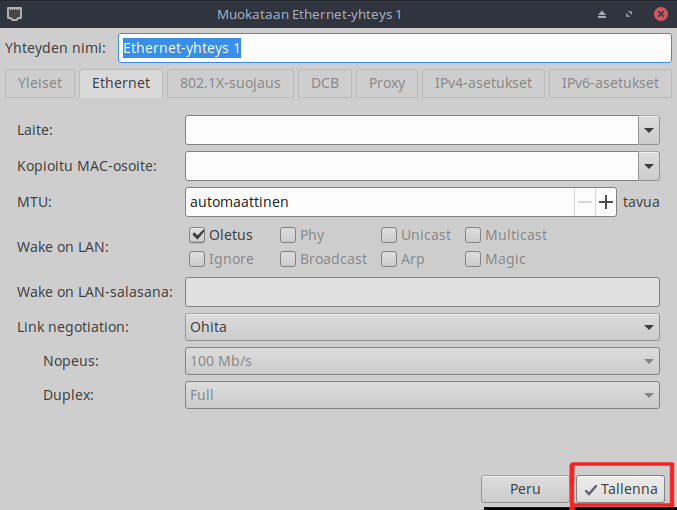 Muokataan Ethernet-yhteys 1
Yhteyden nimi: Ethernet-yhteys 1
Yleiset Ethernet 802.1X-suojaus DCB Proxy IPv4-asetukset IPv6-asetukset
Laite:
Kopioitu MAC-osoite:
MTU: automaattinen tavua
Wake on LAN: Oletus Phy Unicast Multicast
Ignore Broadcast Arp Magic
Wake on LAN-salasana:
Link negotiation: Ohita
Nopeus: 100 Mb/s
Duplex: Full
Peru Tallenna